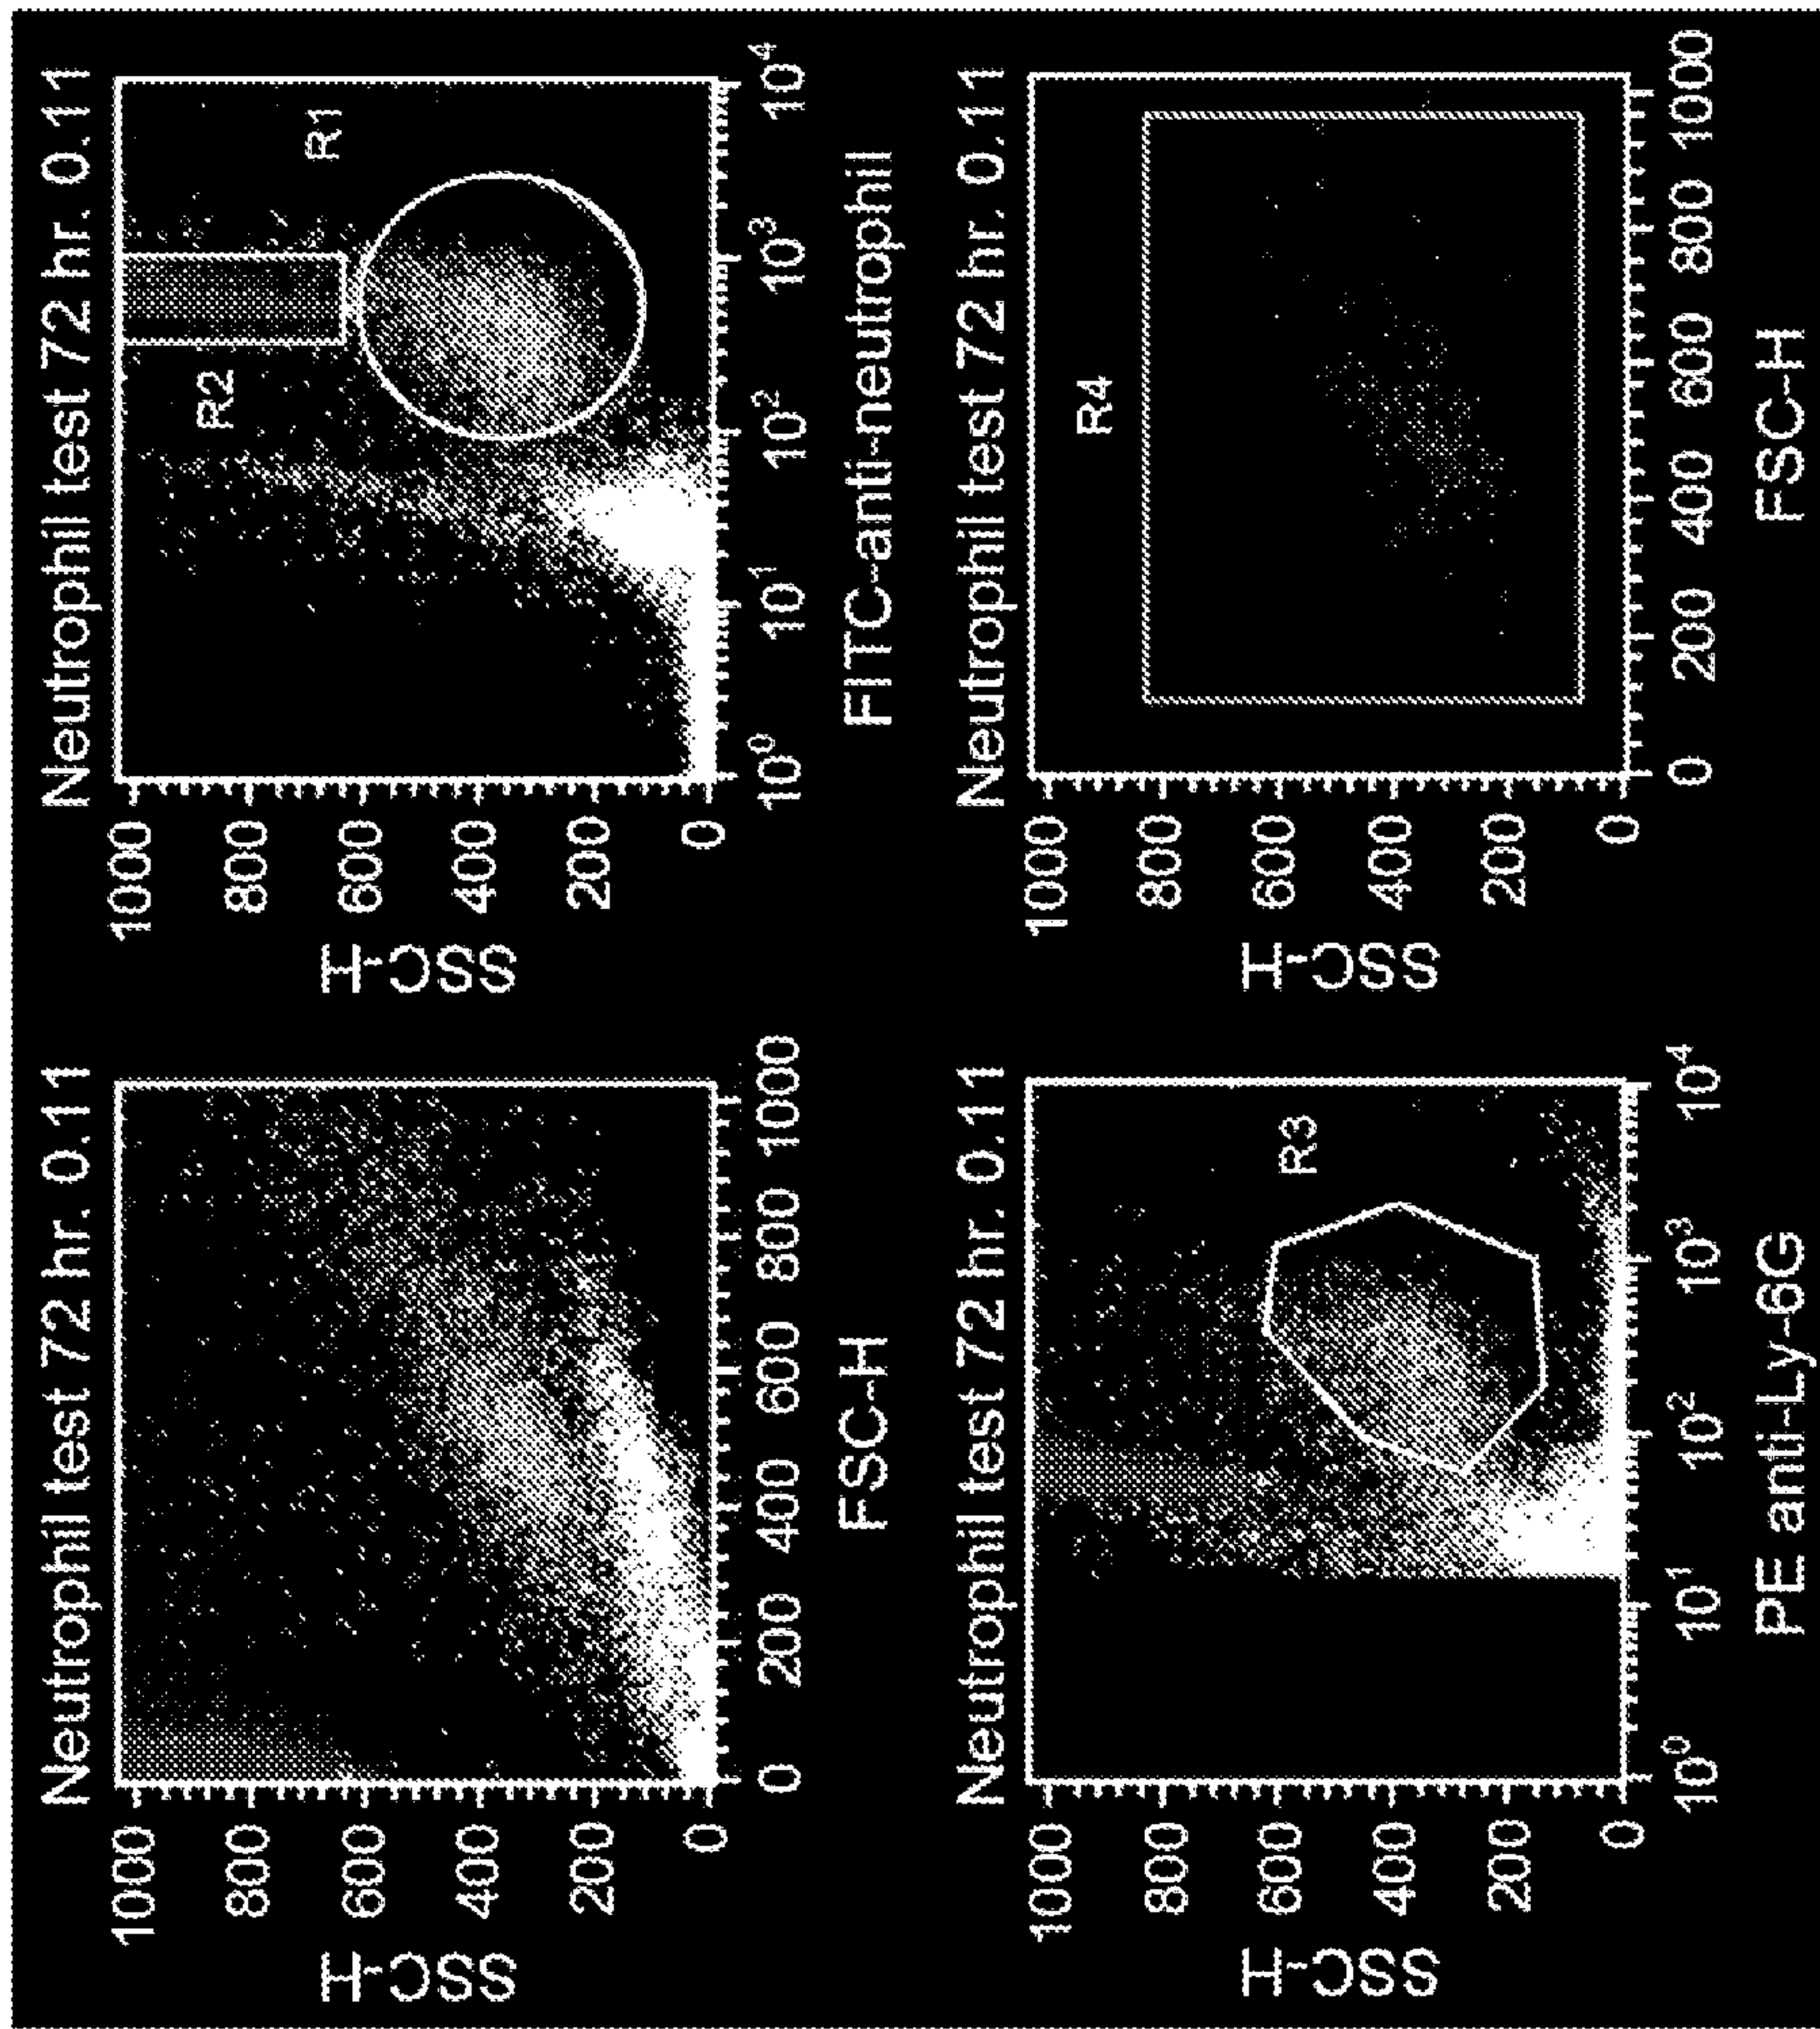 Neutrophil test 72 hr. 0.11
SSC-H
1000
800
600
400
200
0
0 200 400 600 800 1000
FSC-H
Neutrophil test 72 hr. 0.11
SSC-H
1000
800
600
400
200
0
R2
R1
10⁰ 10¹ 10² 10³ 10⁴
FITC-anti-neutrophil
Neutrophil test 72 hr. 0.11
SSC-H
1000
800
600
400
200
0
R3
10⁰ 10¹ 10² 10³ 10⁴
PE anti-Ly-6G
Neutrophil test 72 hr. 0.11
SSC-H
1000
800
600
400
200
0
R4
0 200 400 600 800 1000
FSC-H